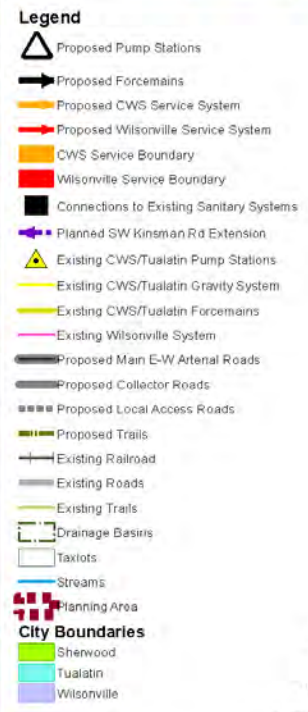 Legend
Proposed Pump Stations
Proposed Forcemains
Proposed CWS Service System
Proposed Wilsonville Service System
CWS Service Boundary
Wilsonville Service Boundary
Connections to Existing Sanitary Systems
Planned SW Kinsman Rd Extension
Existing CWS/Tualatin Pump Stations
Existing CWS/Tualatin Gravity System
Existing CWS/Tualatin Forcemains
Existing Wilsonville System
Proposed Main E-W Arterial Roads
Proposed Collector Roads
Proposed Local Access Roads
Proposed Trails
Existing Railroad
Existing Roads
Existing Trails
Drainage Basins
Taxlots
Streams
Planning Area
City Boundaries
Sherwood
Tualatin
Wilsonville